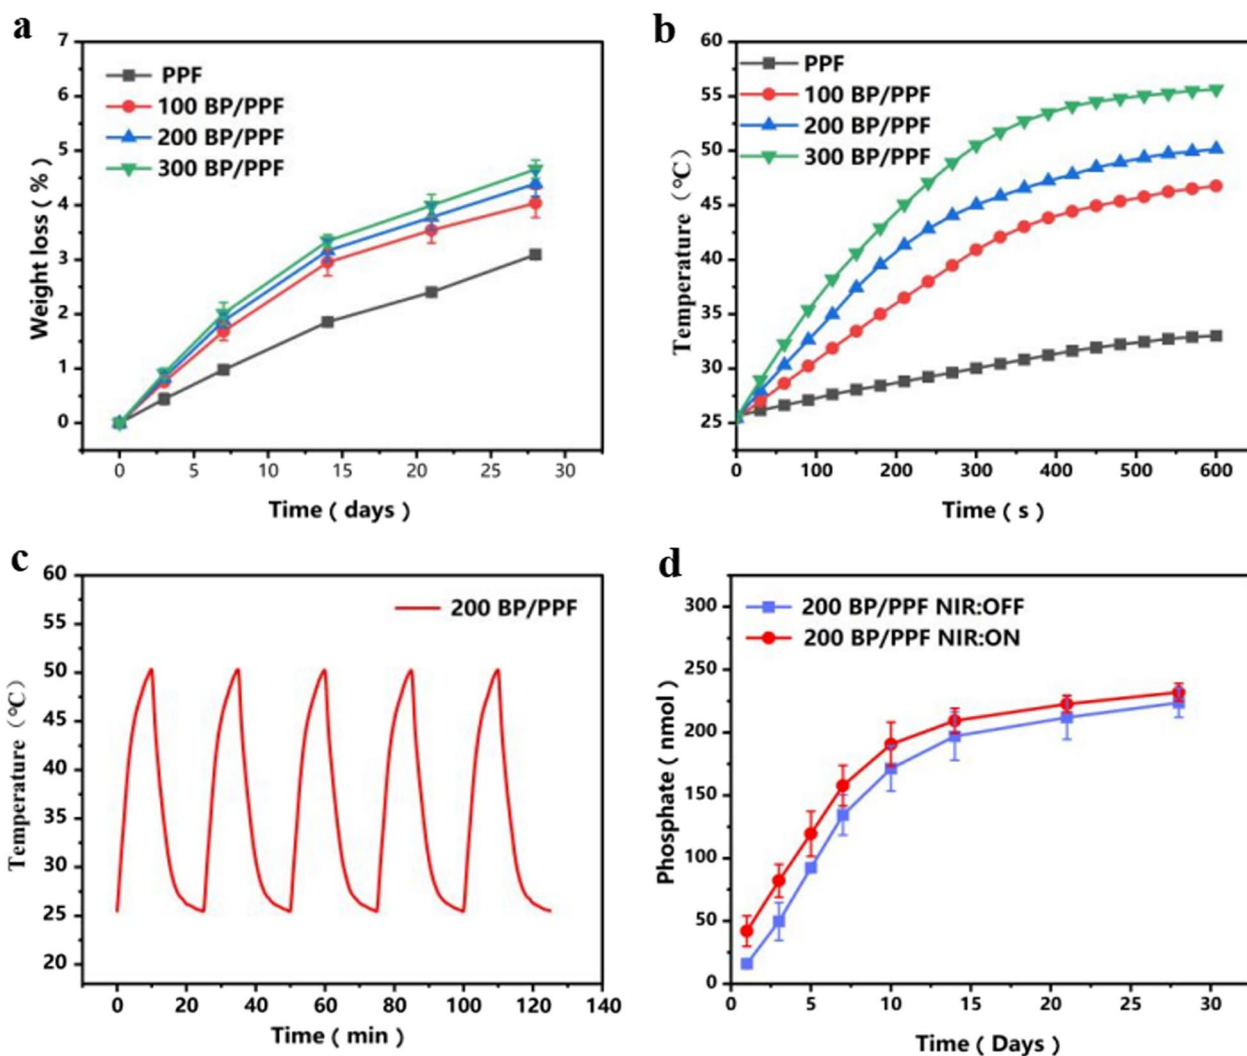 a
7
6
5
4
3
2
1
0
Weight loss ( % )
PPF
100 BP/PPF
200 BP/PPF
300 BP/PPF
0 5 10 15 20 25 30
Time ( days )
b
60
55
50
45
40
35
30
25
Temperature（℃）
PPF
100 BP/PPF
200 BP/PPF
300 BP/PPF
0 100 200 300 400 500 600
Time ( s )
c
60
55
50
45
40
35
30
25
20
Temperature（℃）
200 BP/PPF
0 20 40 60 80 100 120 140
Time ( min )
d
300
250
200
150
100
50
0
Phosphate ( nmol )
200 BP/PPF NIR:OFF
200 BP/PPF NIR:ON
0 5 10 15 20 25 30
Time ( Days )